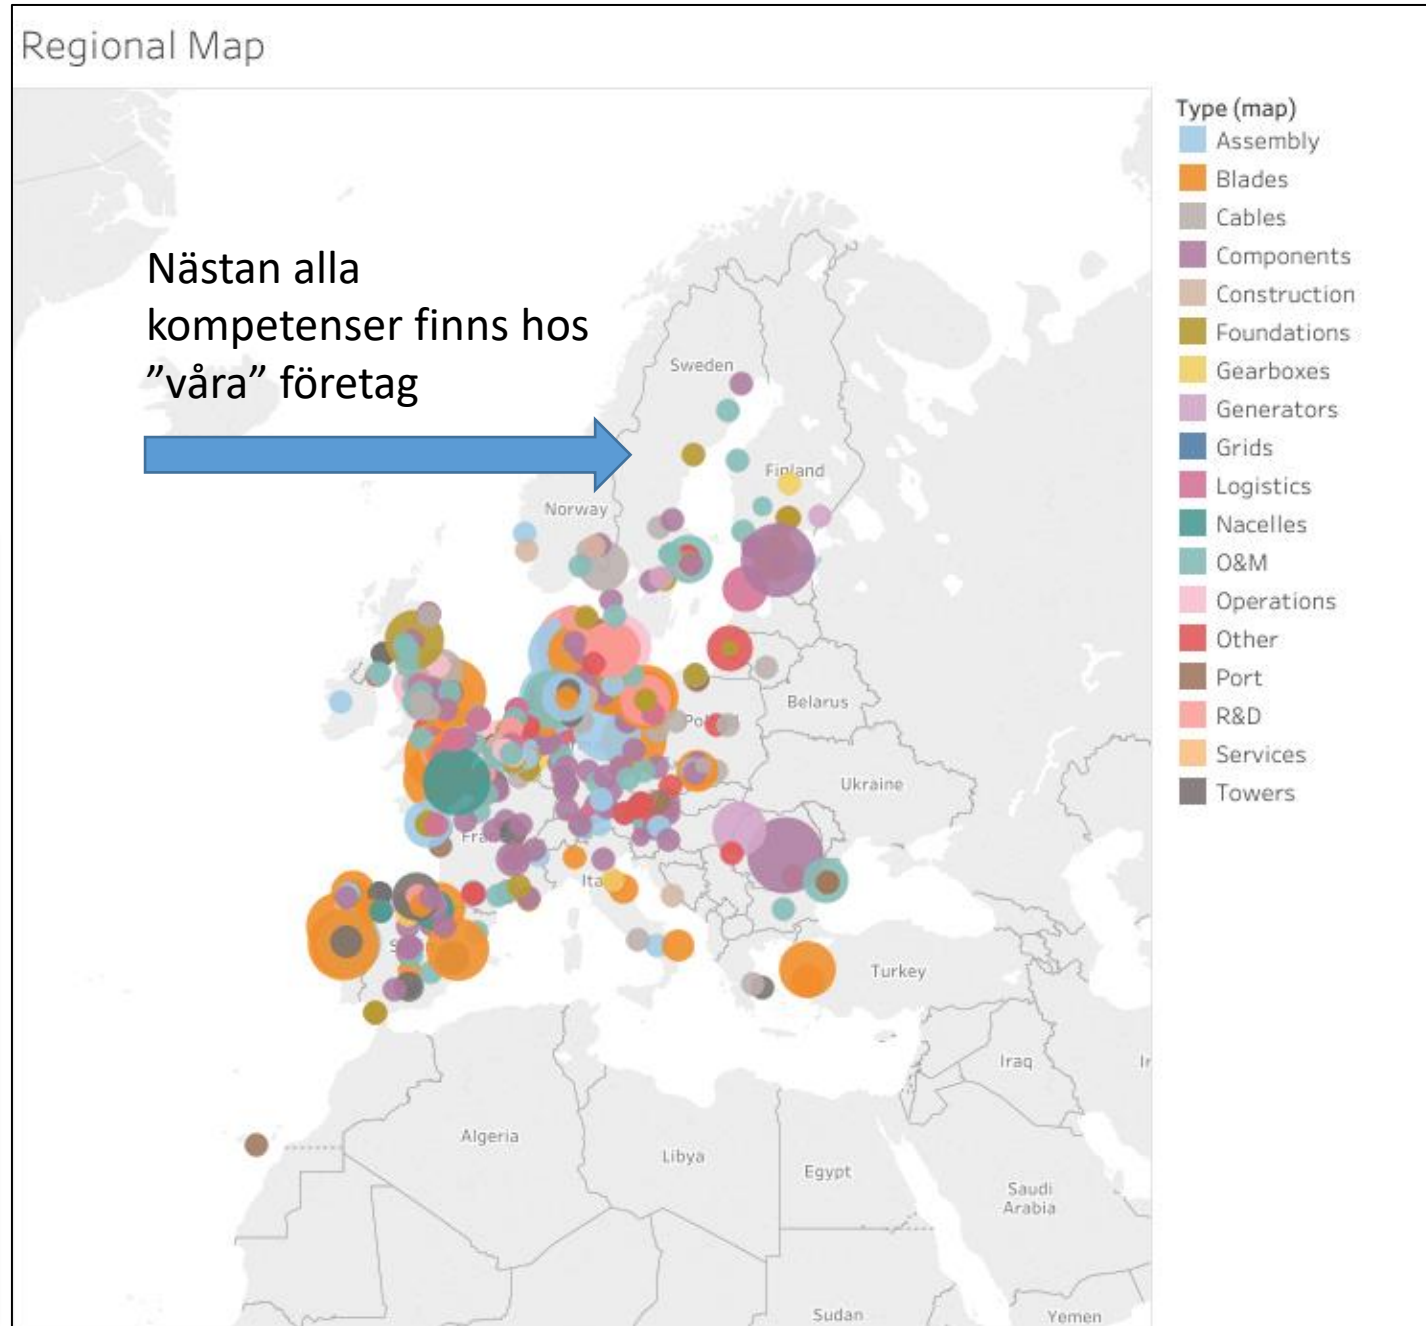 Regional Map
Type (map)
Assembly
Blades
Cables
Components
Construction
Foundations
Gearboxes
Generators
Grids
Logistics
Nacelles
O&M
Operations
Other
Port
R&D
Services
Towers
Nästan alla
kompetenser finns hos
”våra” företag
Sweden
Finland
Norway
Belarus
Ukraine
Turkey
Iraq
Algeria
Libya
Egypt
Saudi
Arabia
Sudan
Yemen